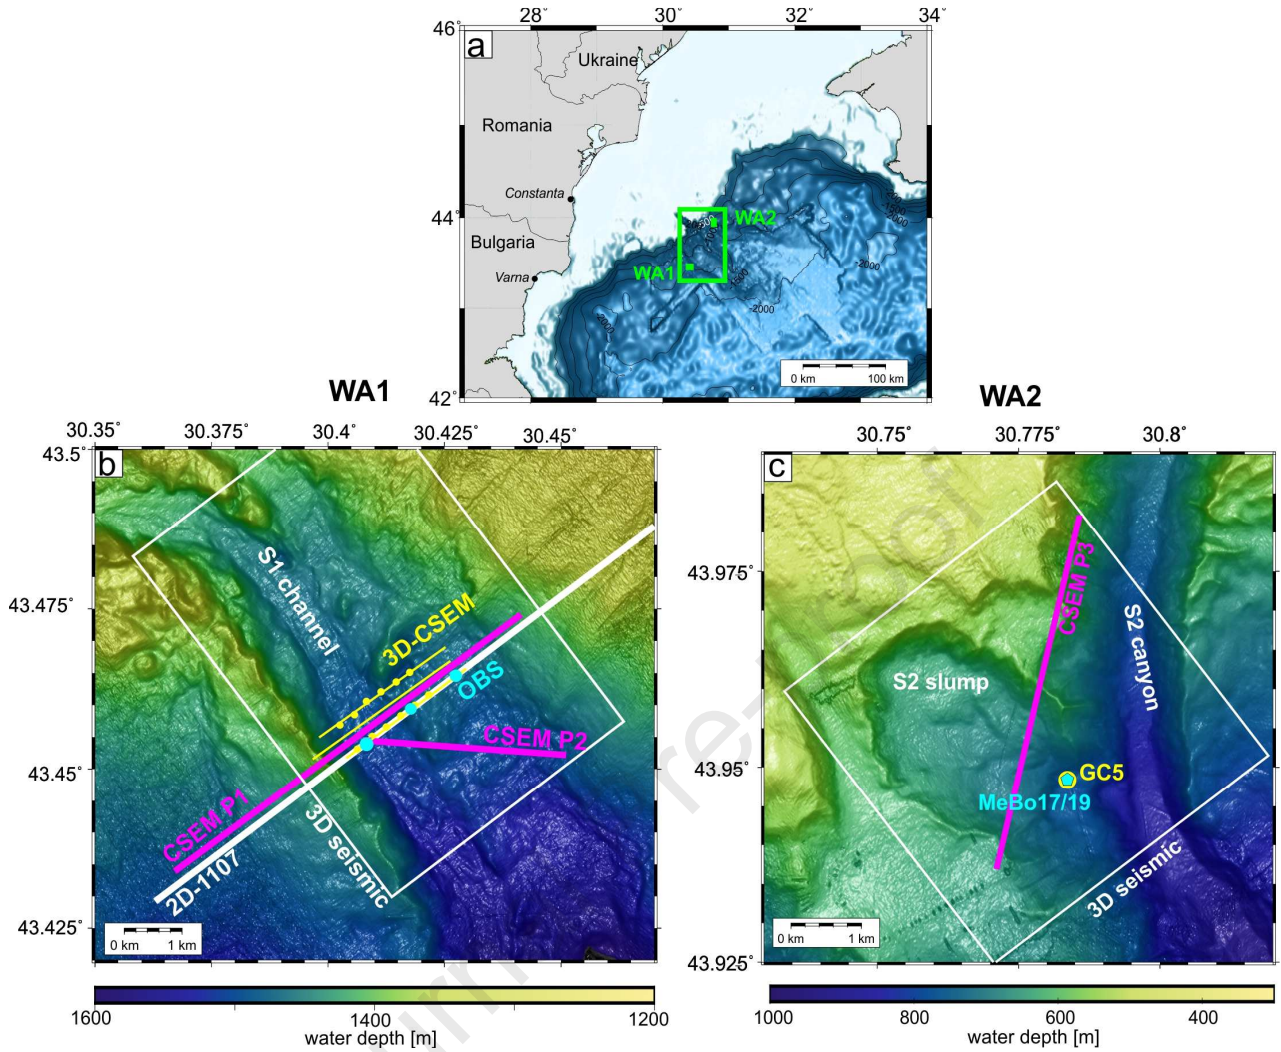 28° 30° 32° 34°
46°
a
Ukraine
Romania
Constanta
44°
WA2
Bulgaria
WA1
Varna
-2000
-1500
-2000
-2000
0 km 100 km
42°
WA1
WA2
30.35° 30.375° 30.4° 30.425° 30.45°
43.5°
b
S1 channel
43.475°
3D-CSEM
OBS
CSEM P2
43.45°
CSEM P1
3D seismic
2D-1107
43.425°
0 km 1 km
1600 1400 1200
water depth [m]
30.75° 30.775° 30.8°
c
CSEM P3
43.975°
S2 canyon
S2 slump
43.95°
GC5
MeBo17/19
3D seismic
0 km 1 km
43.925°
1000 800 600 400
water depth [m]